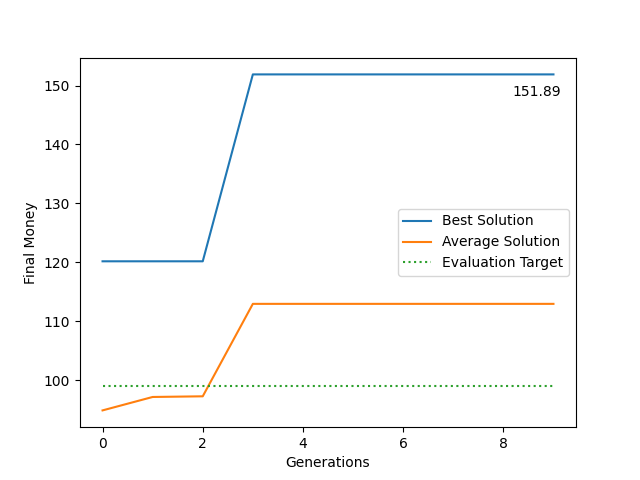 150
140
130
120
110
100
0
2
4
6
8
Final Money
Generations
151.89
Best Solution
Average Solution
Evaluation Target